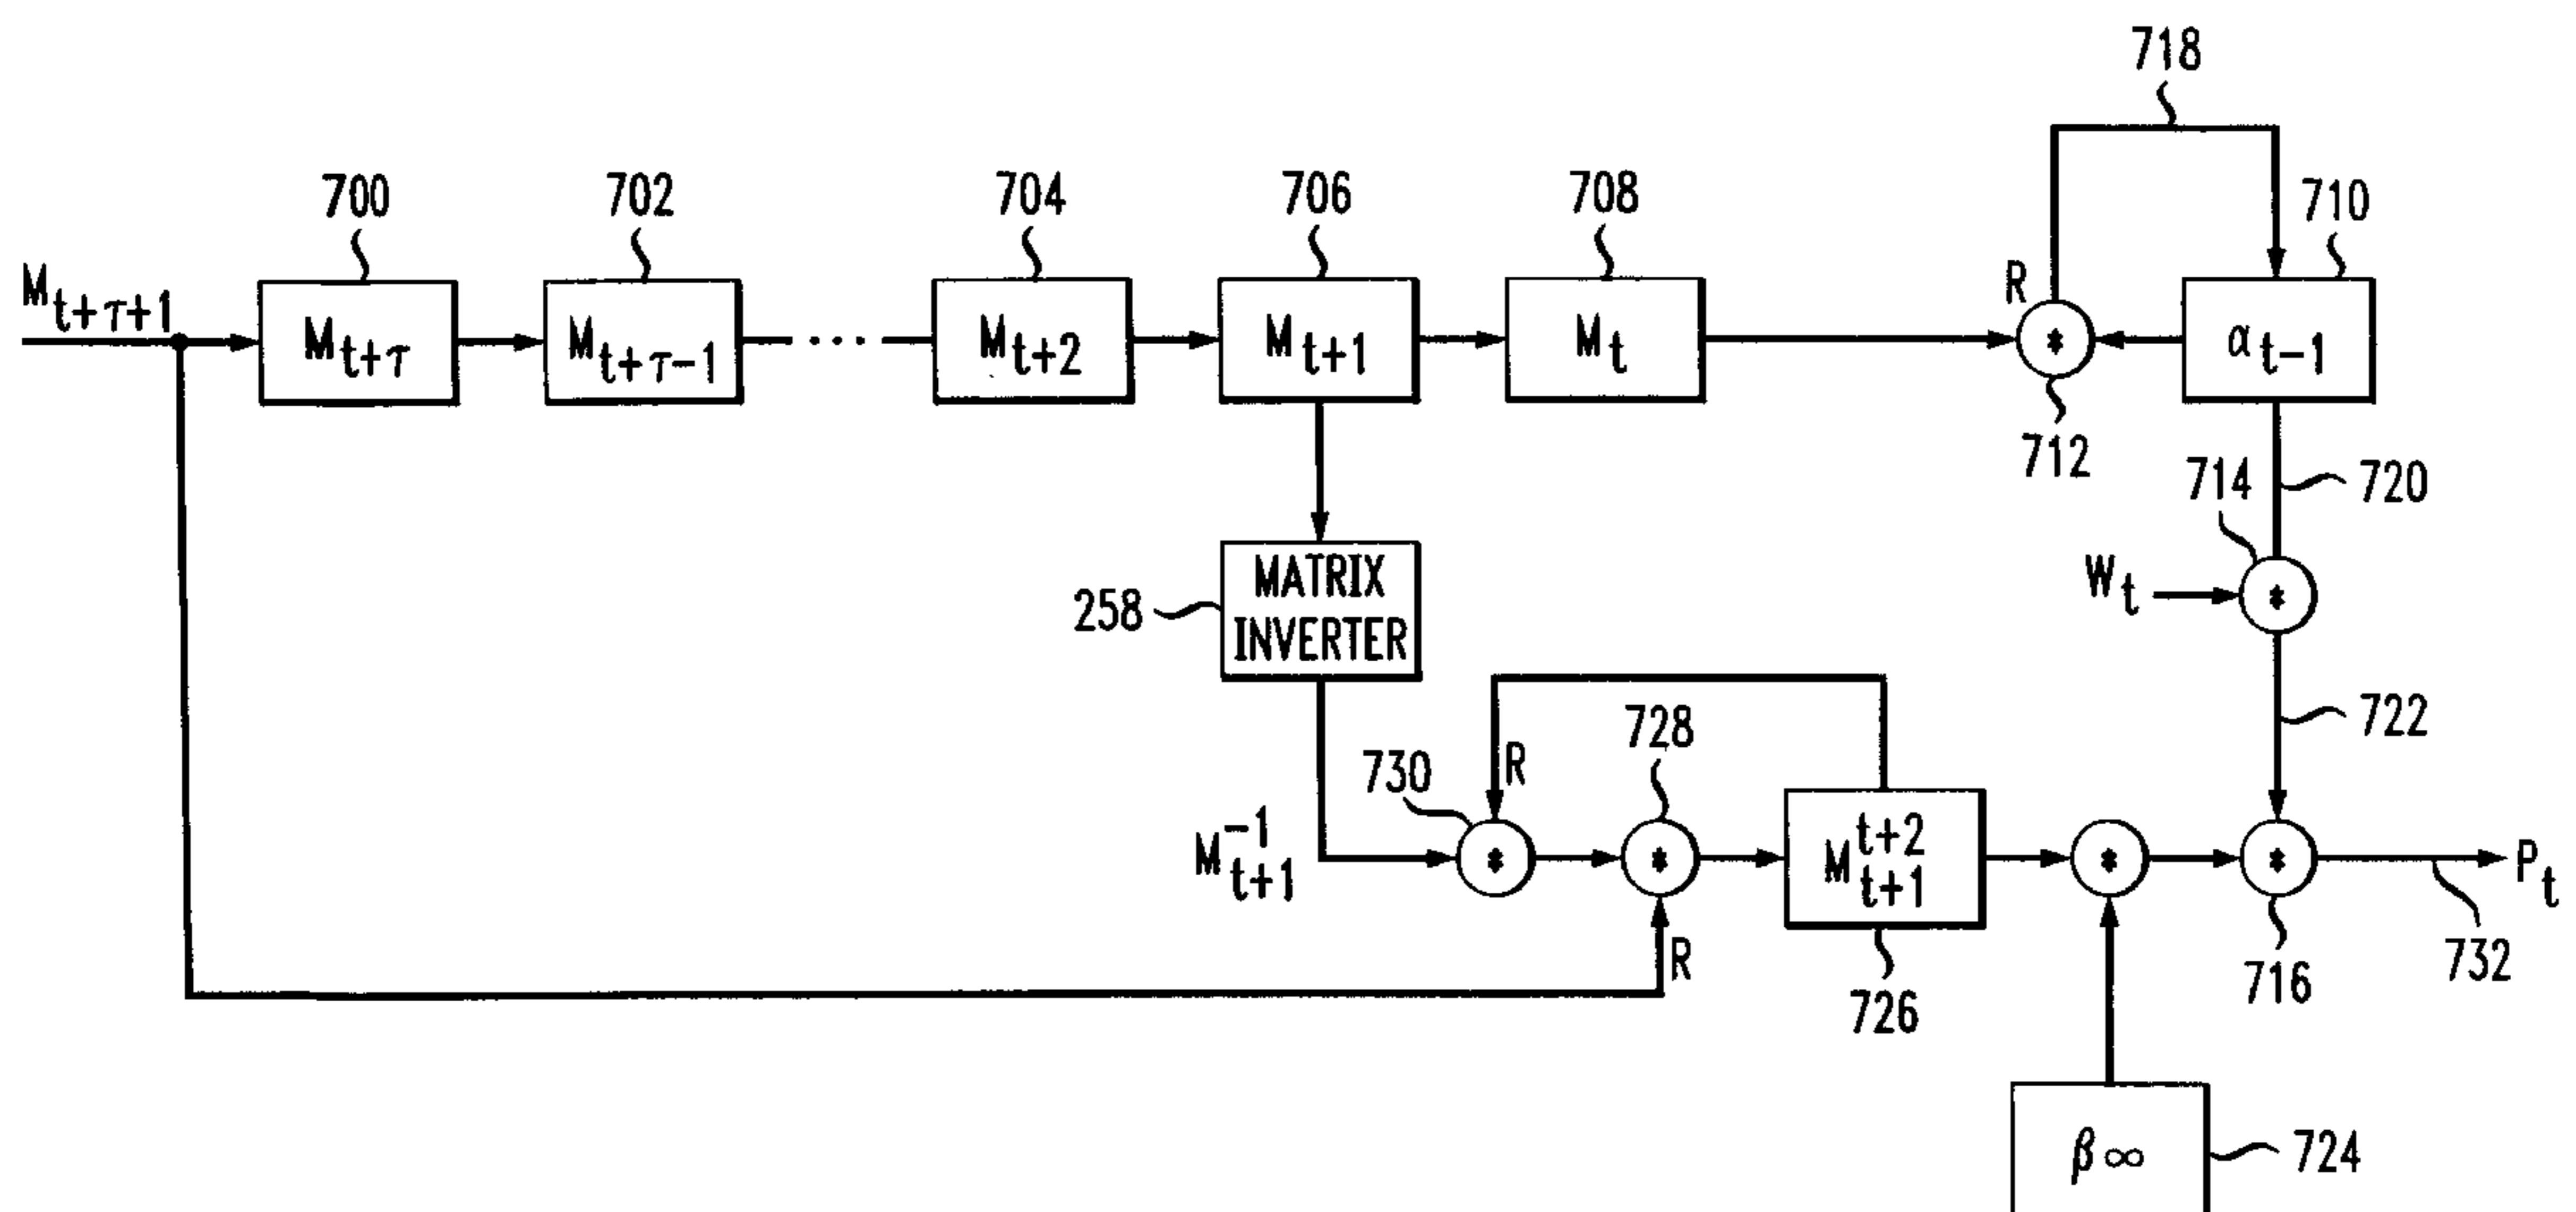 718
700
702
704
706
708
710
M_{t+τ+1}
M_{t+τ}
M_{t+τ-1}
...
M_{t+2}
M_{t+1}
M_t
R
*
α_{t-1}
712
714
720
W_t
*
258
MATRIX
INVERTER
722
730
R
728
M_{t+1}^{-1}
*
*
M_{t+1}^{t+2}
*
*
P_t
R
726
716
732
β∞
724